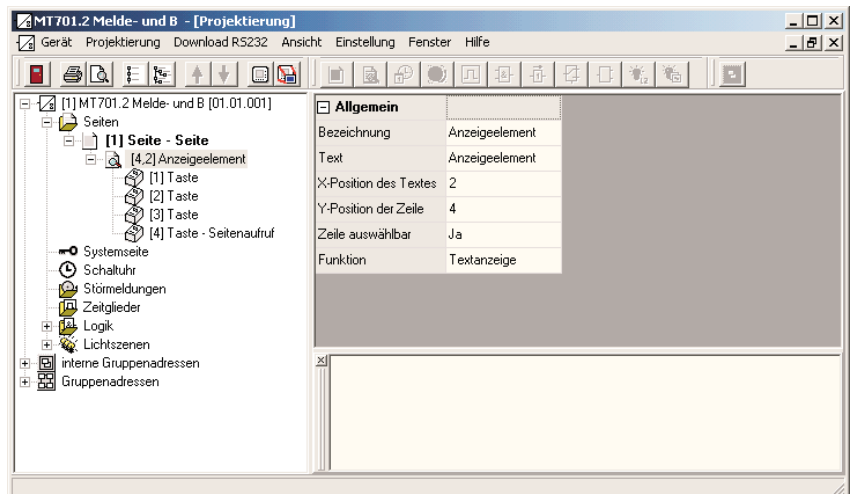 MT701.2 Melde- und B - [Projektierung]
Gerät Projektierung Download RS232 Ansicht Einstellung Fenster Hilfe
[1] MT701.2 Melde- und B [01.01.001]
Seiten
[1] Seite - Seite
[4,2] Anzeigeelement
[1] Taste
[2] Taste
[3] Taste
[4] Taste - Seitenaufruf
Systemseite
Schaltuhr
Störmeldungen
Zeitglieder
Logik
Lichtszenen
interne Gruppenadressen
Gruppenadressen
Allgemein
Bezeichnung Anzeigeelement
Text Anzeigeelement
X-Position des Textes 2
Y-Position der Zeile 4
Zeile auswählbar Ja
Funktion Textanzeige